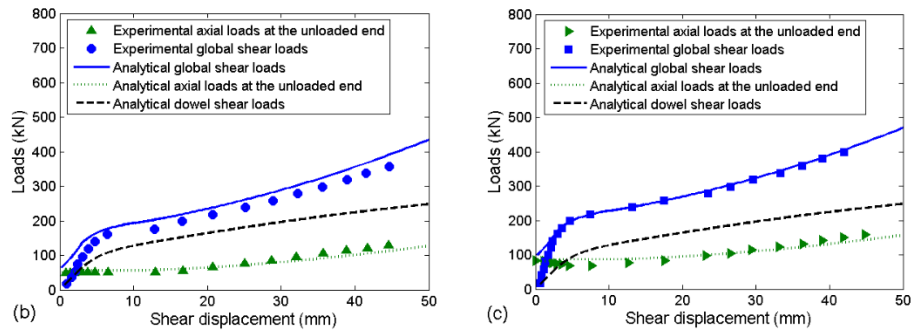 800
700
600
500
400
300
200
100
0
Loads (kN)
Experimental axial loads at the unloaded end
Experimental global shear loads
Analytical global shear loads
Analytical axial loads at the unloaded end
Analytical dowel shear loads
0 10 20 30 40 50
Shear displacement (mm)
(b)
800
700
600
500
400
300
200
100
0
Loads (kN)
Experimental axial loads at the unloaded end
Experimental global shear loads
Analytical global shear loads
Analytical axial loads at the unloaded end
Analytical dowel shear loads
0 10 20 30 40 50
Shear displacement (mm)
(c)